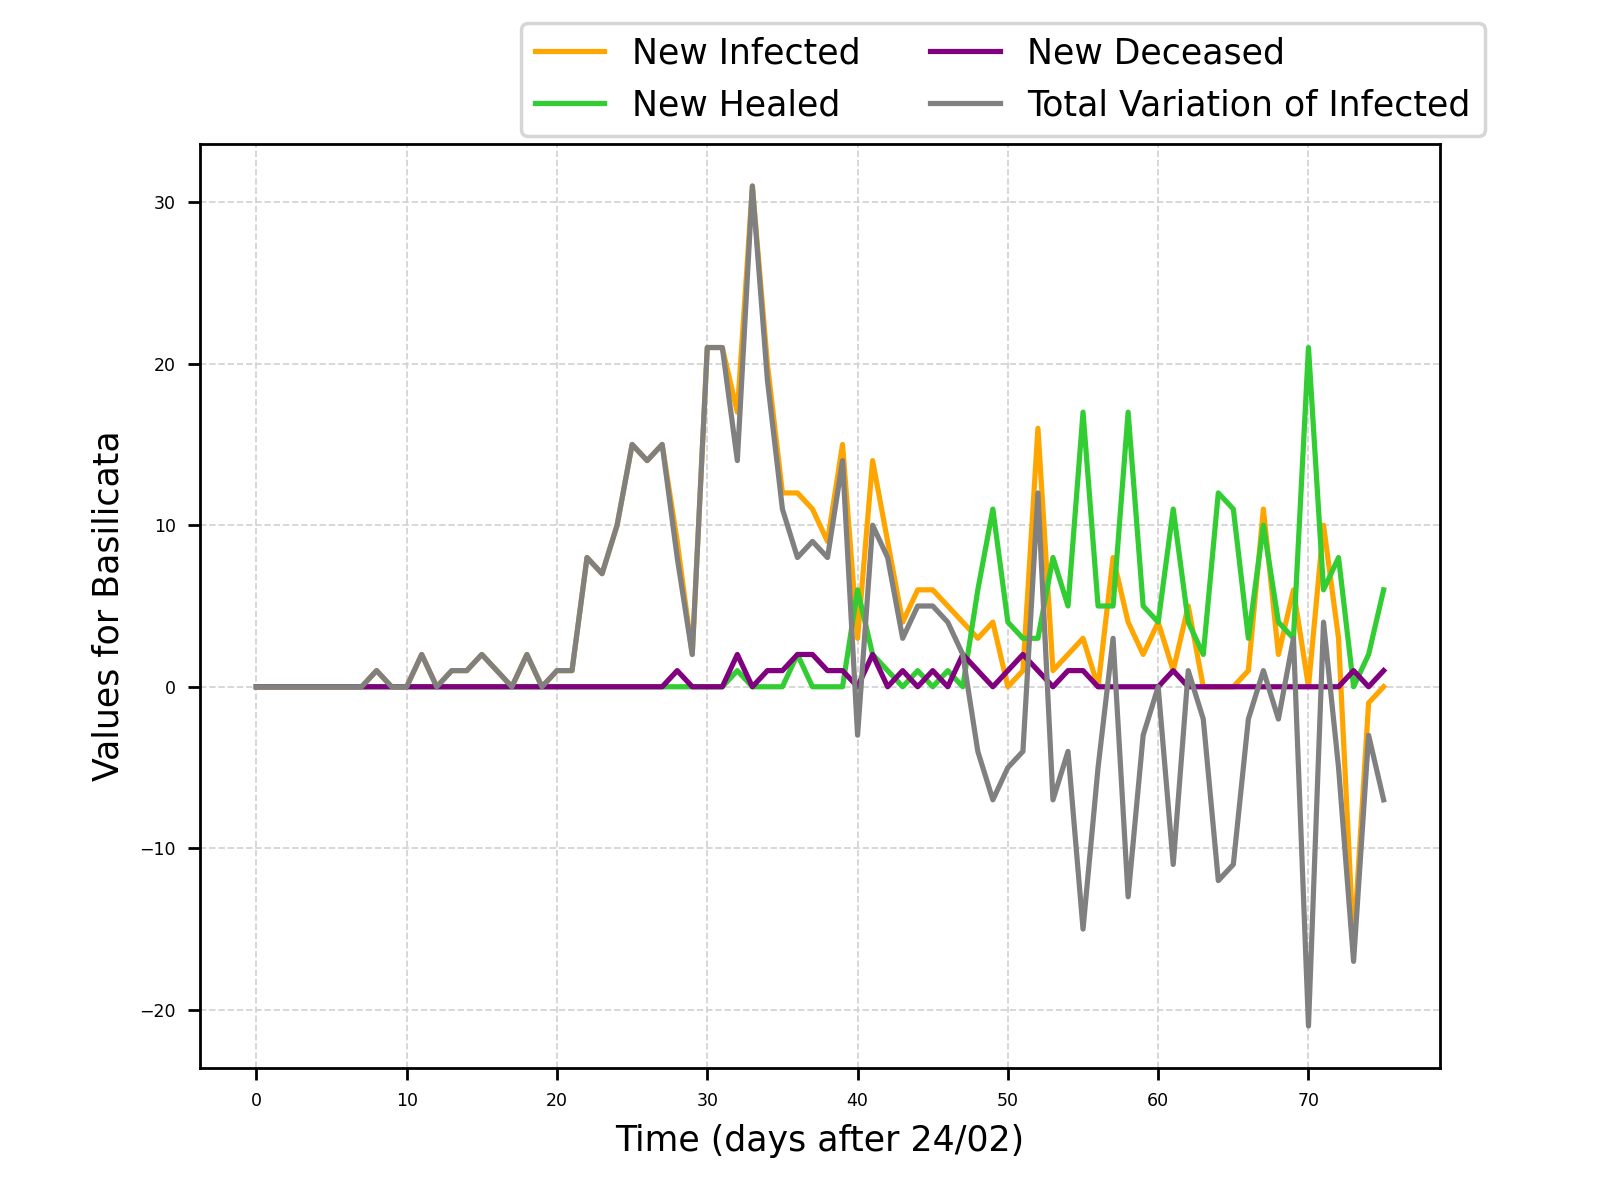 New Infected
New Healed
New Deceased
Total Variation of Infected
Values for Basilicata
30
20
10
0
−10
−20
0 10 20 30 40 50 60 70
Time (days after 24/02)